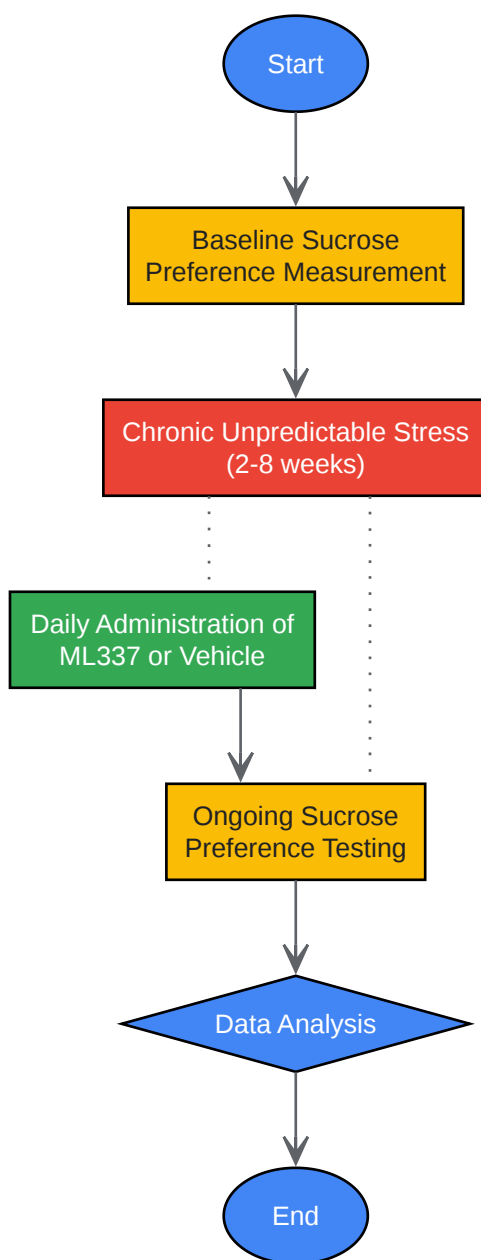 Start
Baseline Sucrose
Preference Measurement
Chronic Unpredictable Stress
(2-8 weeks)
Daily Administration of
ML337 or Vehicle
Ongoing Sucrose
Preference Testing
Data Analysis
End